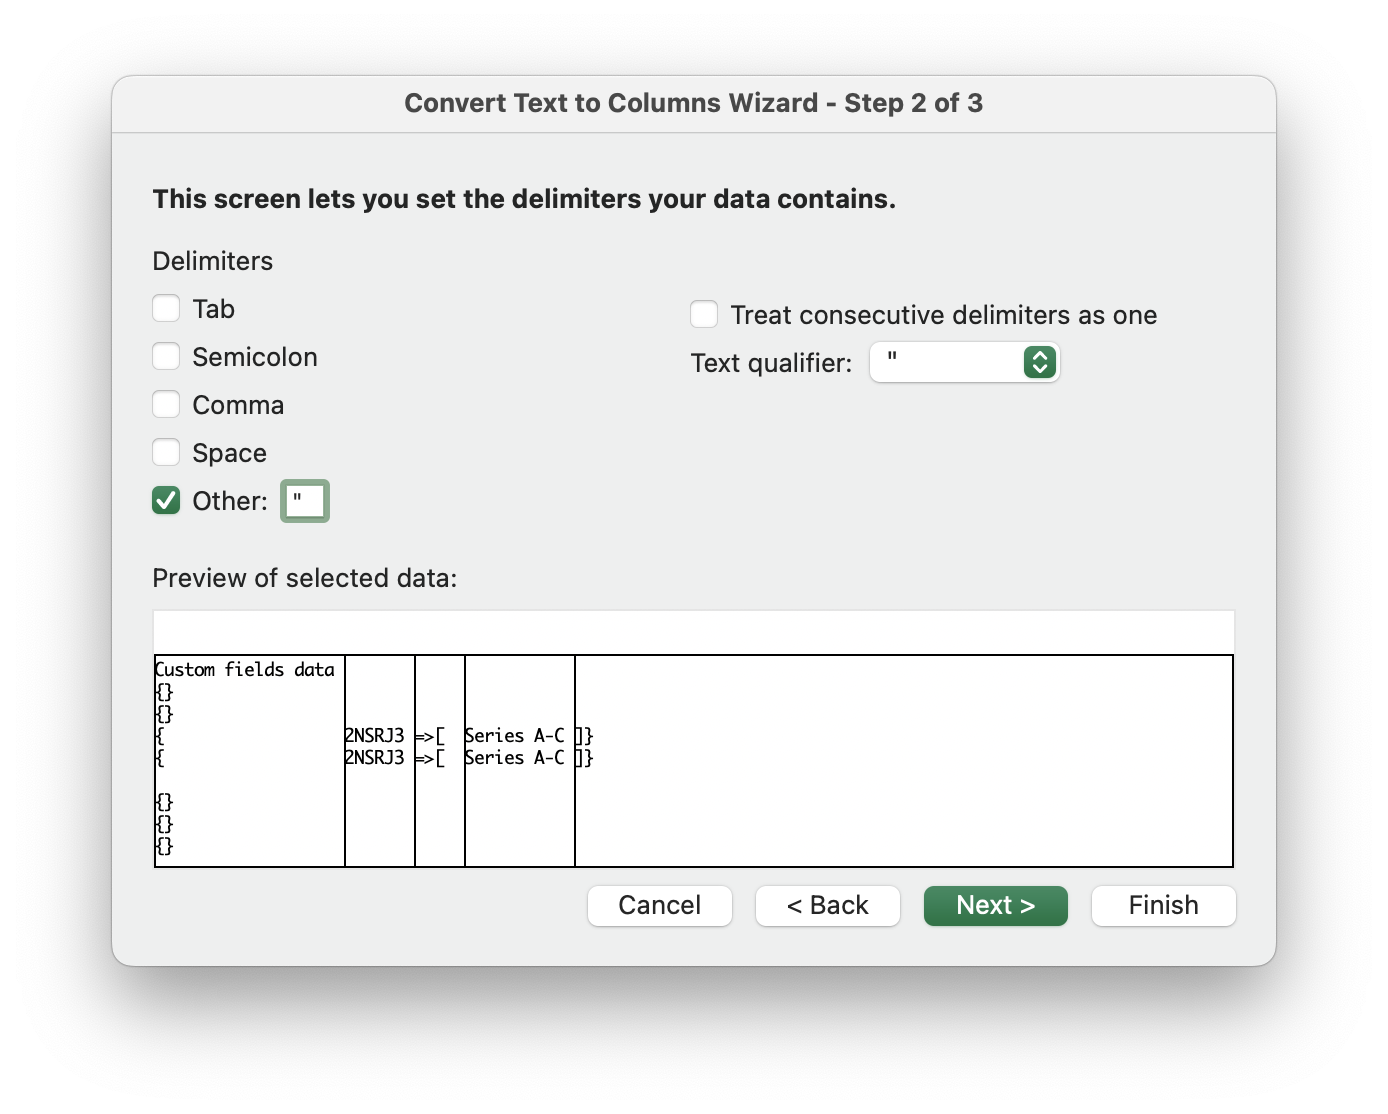 Convert Text to Columns Wizard - Step 2 of 3
This screen lets you set the delimiters your data contains.
Delimiters
Tab
Semicolon
Comma
Space
Other: "
Treat consecutive delimiters as one
Text qualifier: "
Preview of selected data:
Custom fields data
{}
{}
{ 2NSRJ3 =>[ Series A-C ]}
{ 2NSRJ3 =>[ Series A-C ]}
{}
{}
{}
Cancel < Back Next > Finish